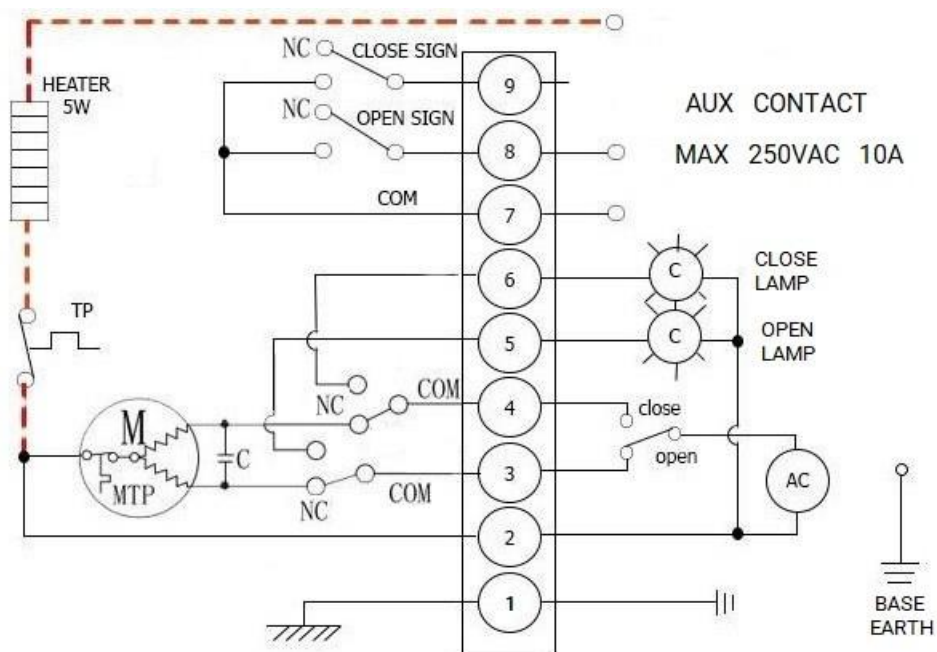 NC
CLOSE SIGN
HEATER
5W
9
AUX CONTACT
NC
OPEN SIGN
8
MAX 250VAC 10A
COM
7
6
C
CLOSE
LAMP
TP
5
C
OPEN
LAMP
NC
COM
4
close
M
C
open
MTP
NC
COM
3
AC
2
1
BASE
EARTH